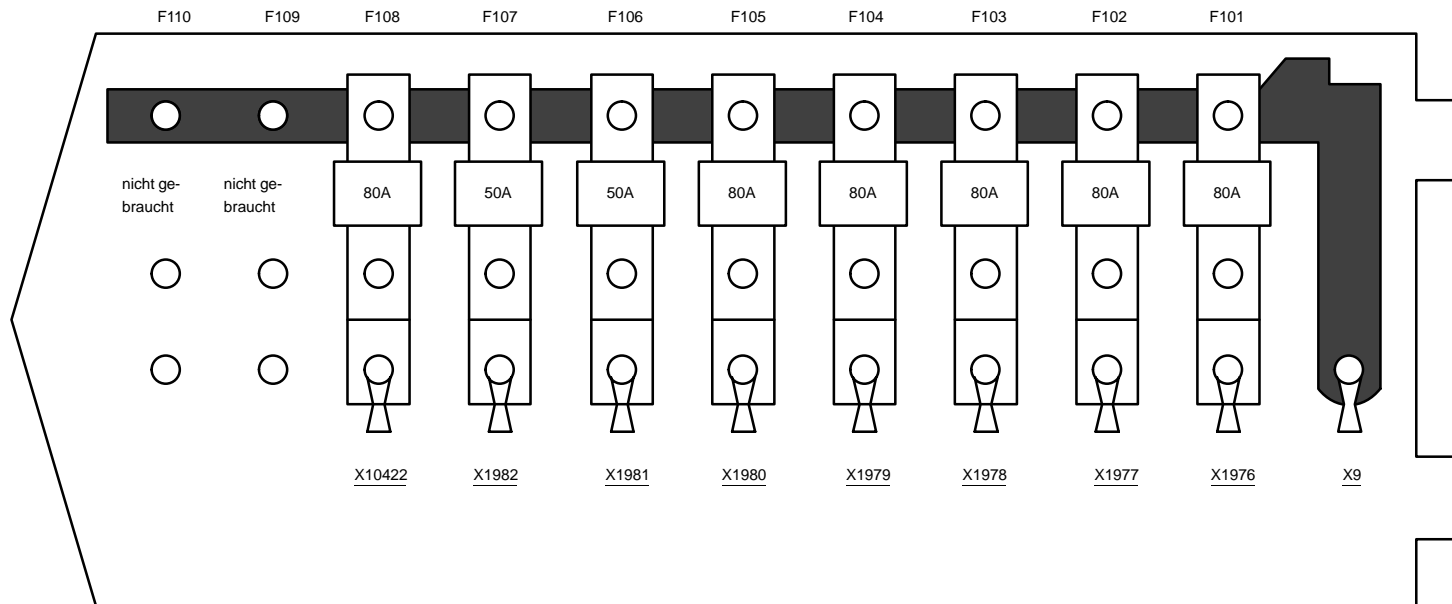 F110 F109 F108 F107 F106 F105 F104 F103 F102 F101
nicht ge-
braucht
nicht ge-
braucht
80A 50A 50A 80A 80A 80A 80A 80A
X10422 X1982 X1981 X1980 X1979 X1978 X1977 X1976 X9